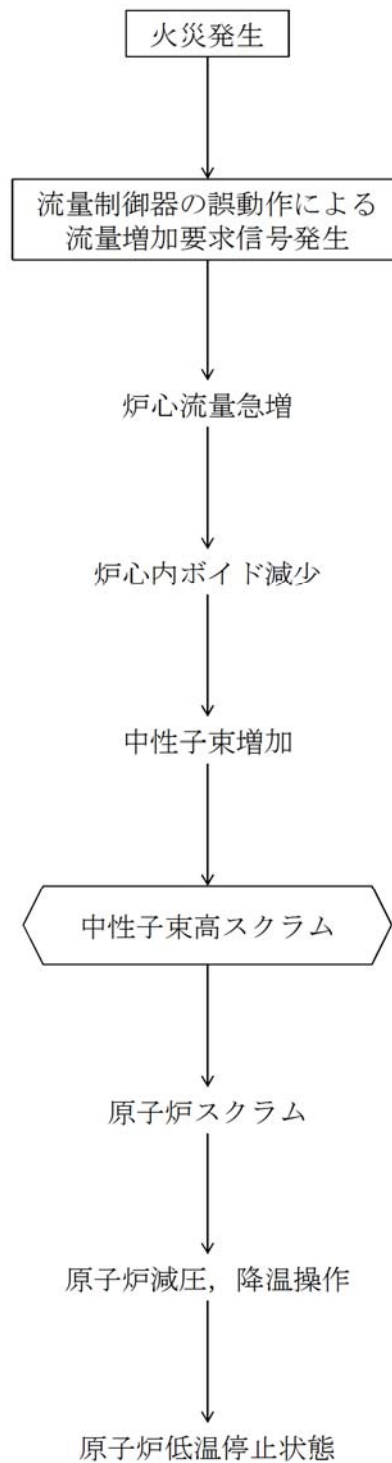 火災発生
流量制御器の誤動作による
流量増加要求信号発生
炉心流量急増
炉心内ボイド減少
中性子束増加
中性子束高スクラム
原子炉スクラム
原子炉減圧，降温操作
原子炉低温停止状態